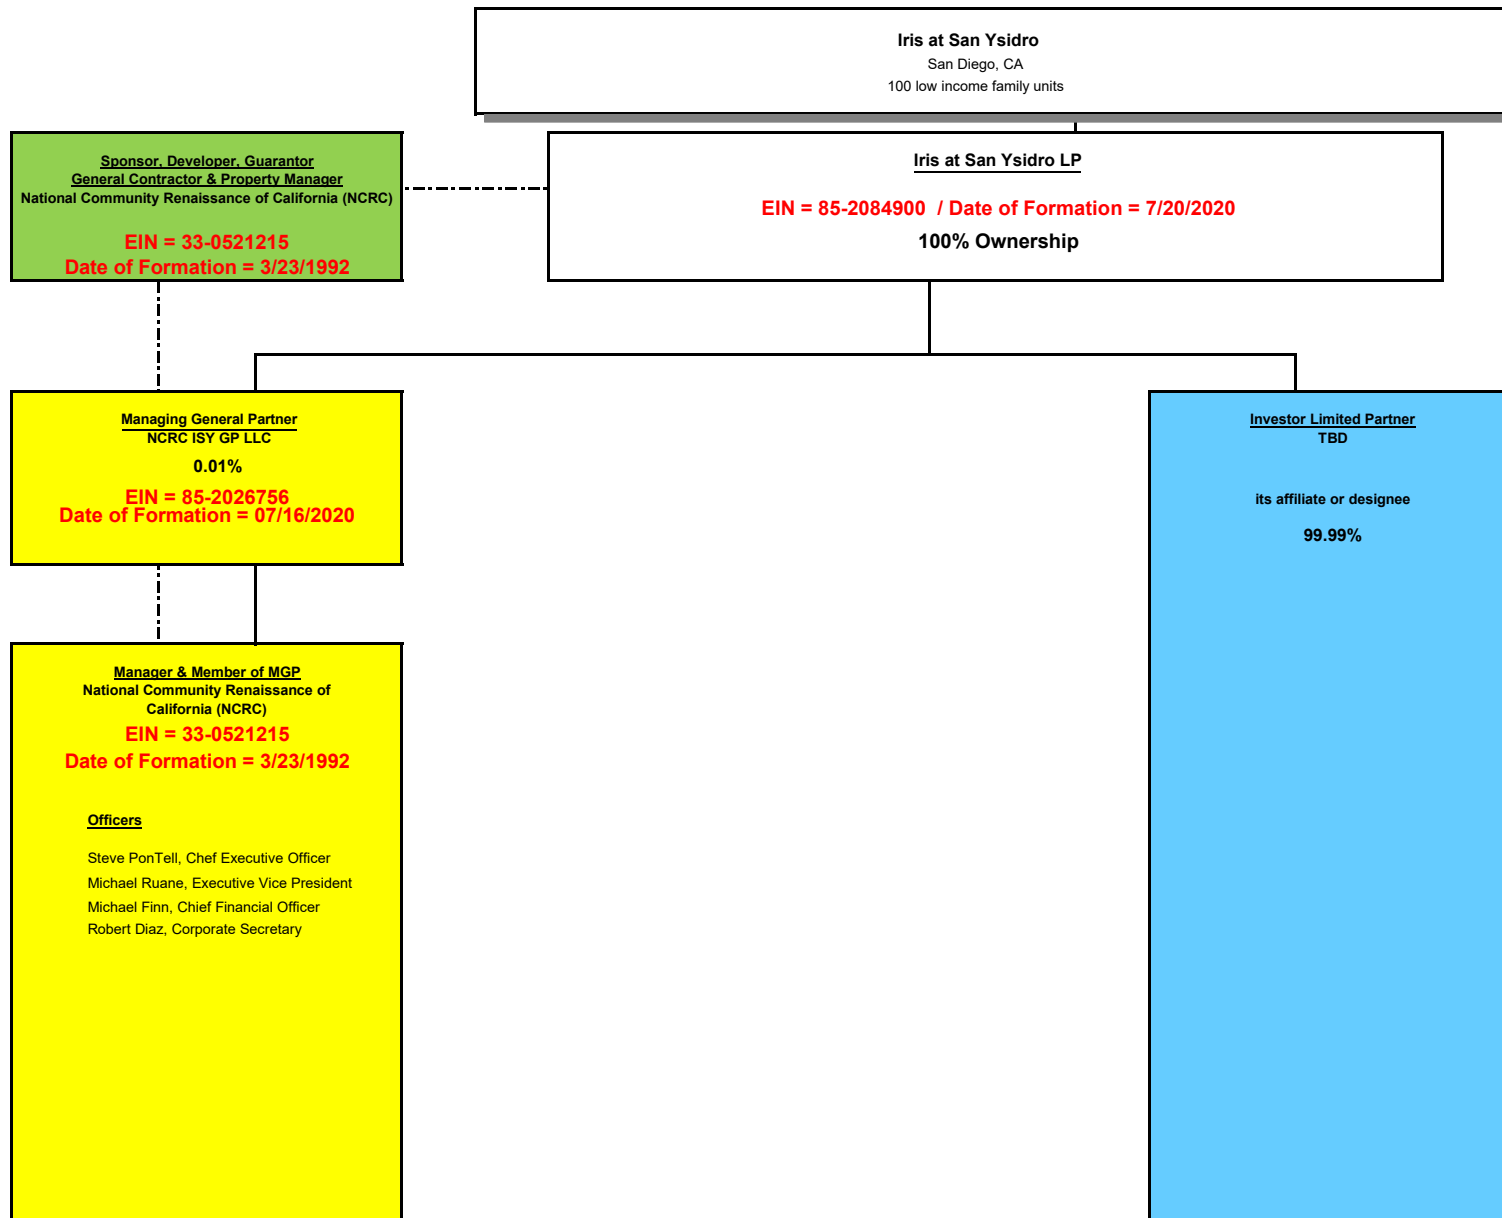 Iris at San Ysidro
San Diego, CA
100 low income family units
Sponsor, Developer, Guarantor
General Contractor & Property Manager
National Community Renaissance of California (NCRC)
EIN = 33-0521215
Date of Formation = 3/23/1992
Iris at San Ysidro LP
EIN = 85-2084900 / Date of Formation = 7/20/2020
100% Ownership
Managing General Partner
NCRC ISY GP LLC
0.01%
EIN = 85-2026756
Date of Formation = 07/16/2020
Investor Limited Partner
TBD
its affiliate or designee
99.99%
Manager & Member of MGP
National Community Renaissance of
California (NCRC)
EIN = 33-0521215
Date of Formation = 3/23/1992
Officers
Steve PonTell, Chef Executive Officer
Michael Ruane, Executive Vice President
Michael Finn, Chief Financial Officer
Robert Diaz, Corporate Secretary